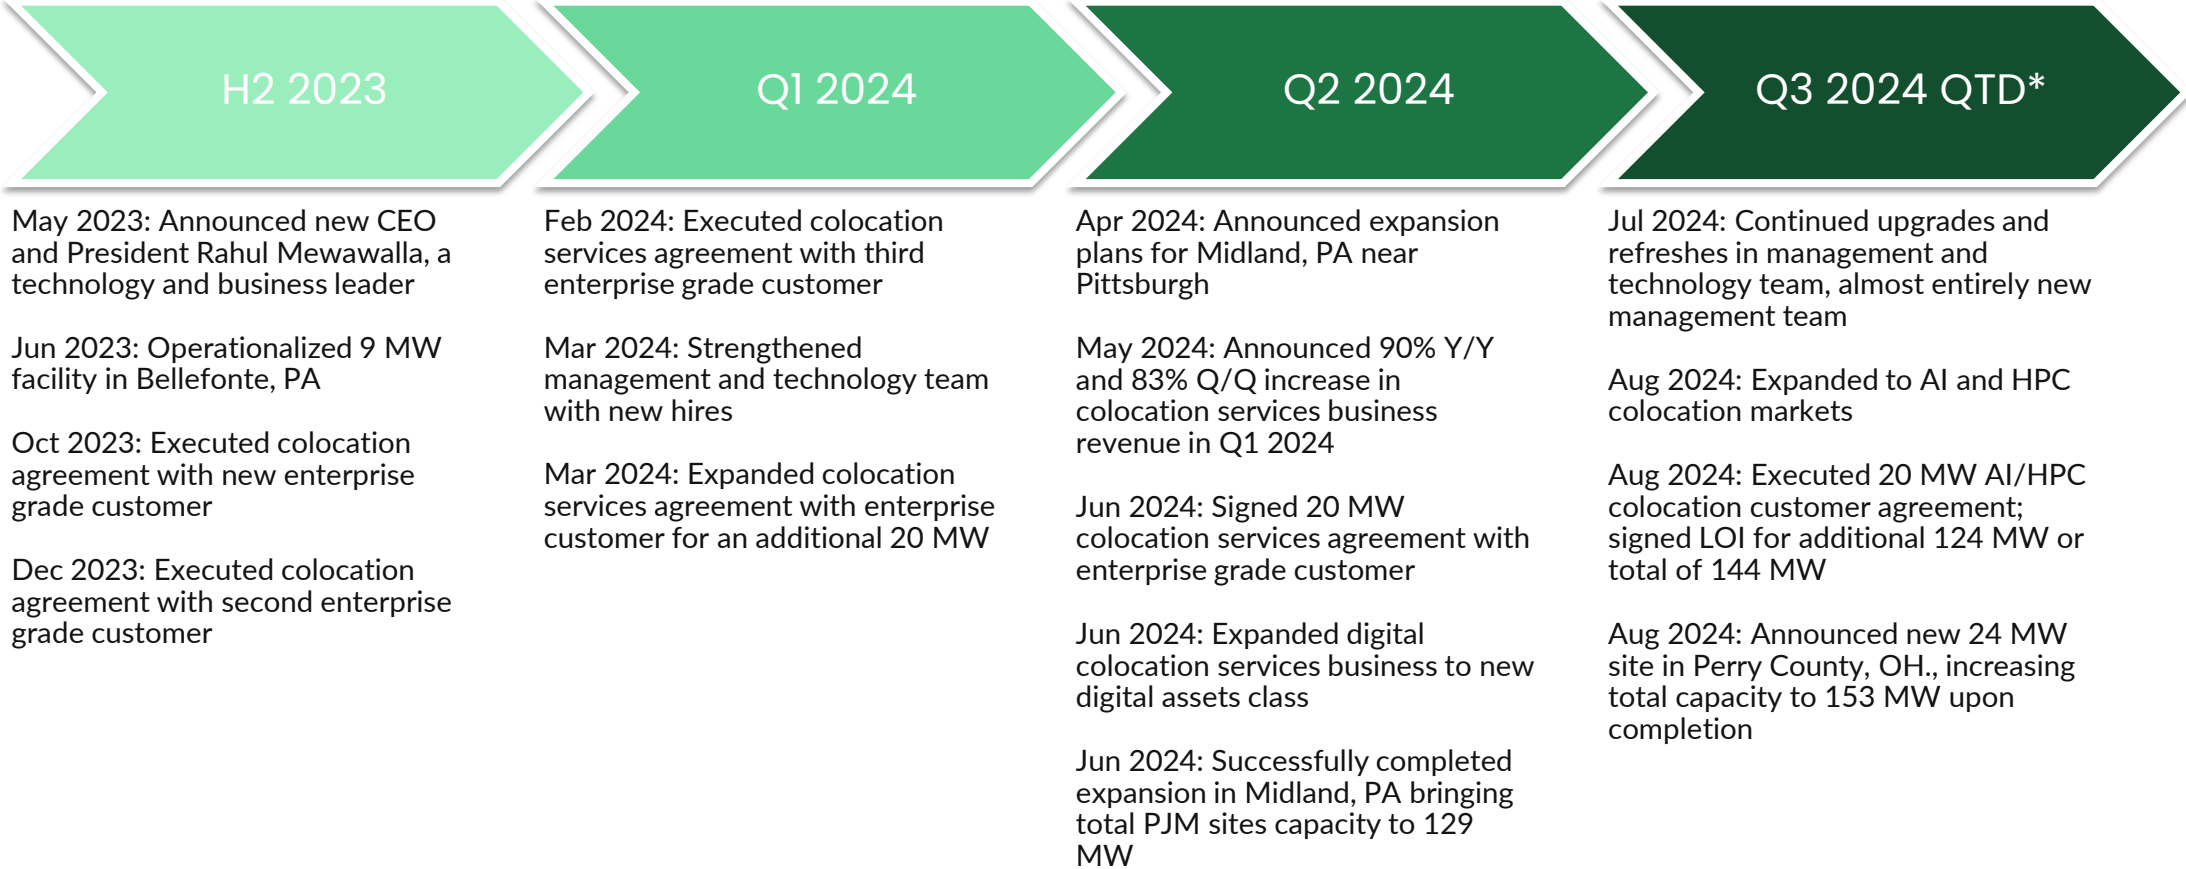 H2 2023
May 2023: Announced new CEO
and President Rahul Mewawalla, a
technology and business leader
Jun 2023: Operationalized 9 MW
facility in Bellefonte, PA
Oct 2023: Executed colocation
agreement with new enterprise
grade customer
Dec 2023: Executed colocation
agreement with second enterprise
grade customer
Q1 2024
Feb 2024: Executed colocation
services agreement with third
enterprise grade customer
Mar 2024: Strengthened
management and technology team
with new hires
Mar 2024: Expanded colocation
services agreement with enterprise
customer for an additional 20 MW
Q2 2024
Apr 2024: Announced expansion
plans for Midland, PA near
Pittsburgh
May 2024: Announced 90% Y/Y
and 83% Q/Q increase in
colocation services business
revenue in Q1 2024
Jun 2024: Signed 20 MW
colocation services agreement with
enterprise grade customer
Jun 2024: Expanded digital
colocation services business to new
digital assets class
Jun 2024: Successfully completed
expansion in Midland, PA bringing
total PJM sites capacity to 129
MW
Q3 2024 QTD*
Jul 2024: Continued upgrades and
refreshes in management and
technology team, almost entirely new
management team
Aug 2024: Expanded to AI and HPC
colocation markets
Aug 2024: Executed 20 MW AI/HPC
colocation customer agreement;
signed LOI for additional 124 MW or
total of 144 MW
Aug 2024: Announced new 24 MW
site in Perry County, OH., increasing
total capacity to 153 MW upon
completion